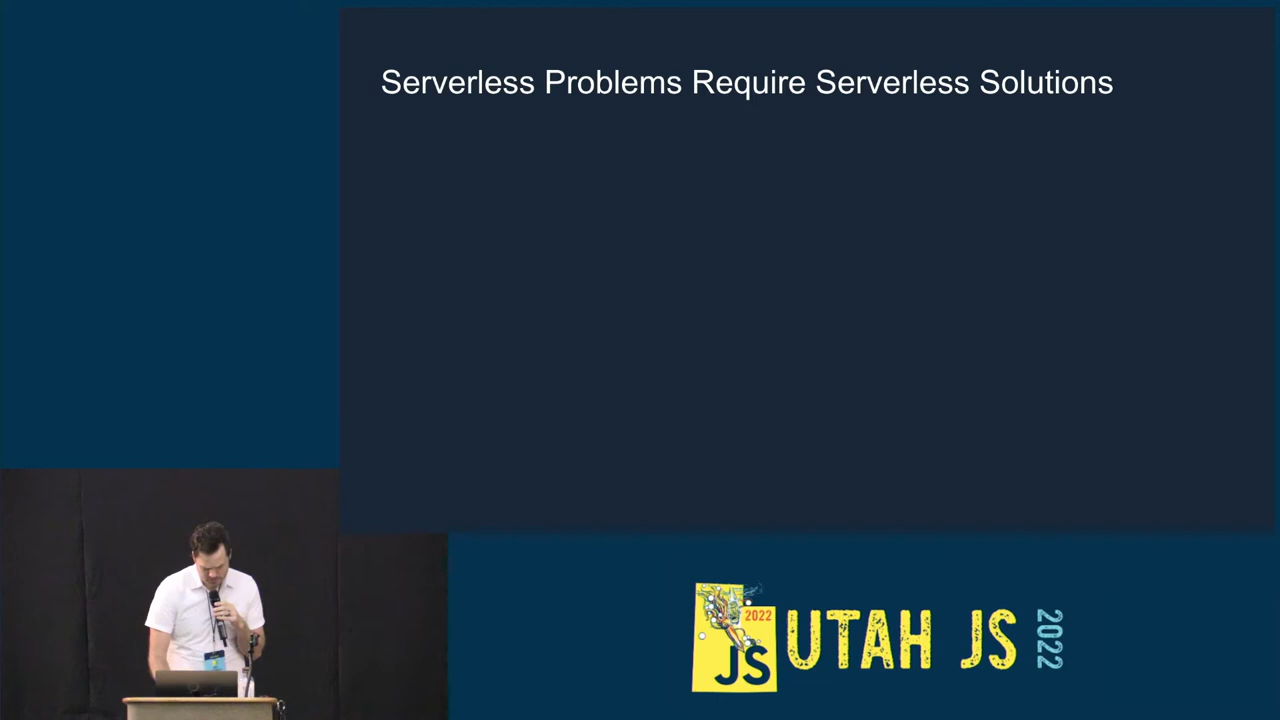 Serverless Problems Require Serverless Solutions
2022
JS
UTAH JS
2022